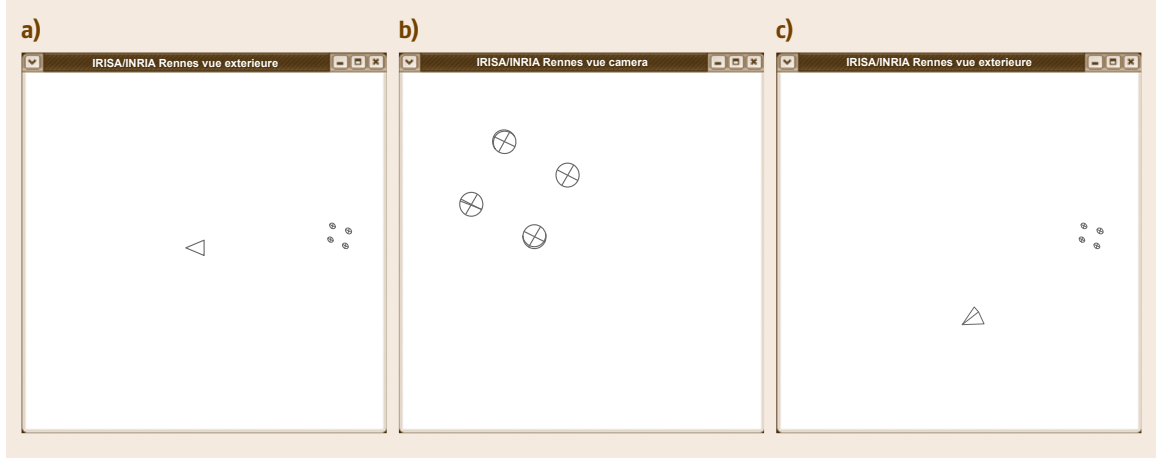 a)
b)
c)
IRISA/INRIA Rennes vue exterieure
IRISA/INRIA Rennes vue camera
IRISA/INRIA Rennes vue exterieure